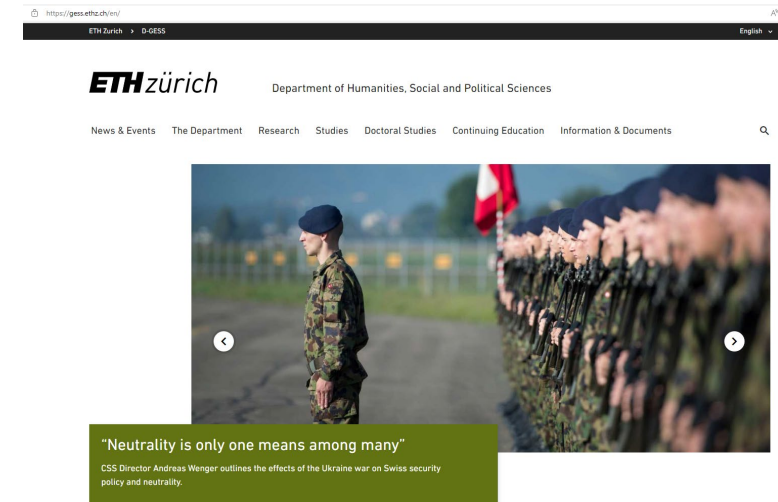 https://gess.ethz.ch/en/
ETH Zurich > D-GESS
English
ETH zürich
Department of Humanities, Social and Political Sciences
News & Events The Department Research Studies Doctoral Studies Continuing Education Information & Documents
“Neutrality is only one means among many”
CSS Director Andreas Wenger outlines the effects of the Ukraine war on Swiss security
policy and neutrality.